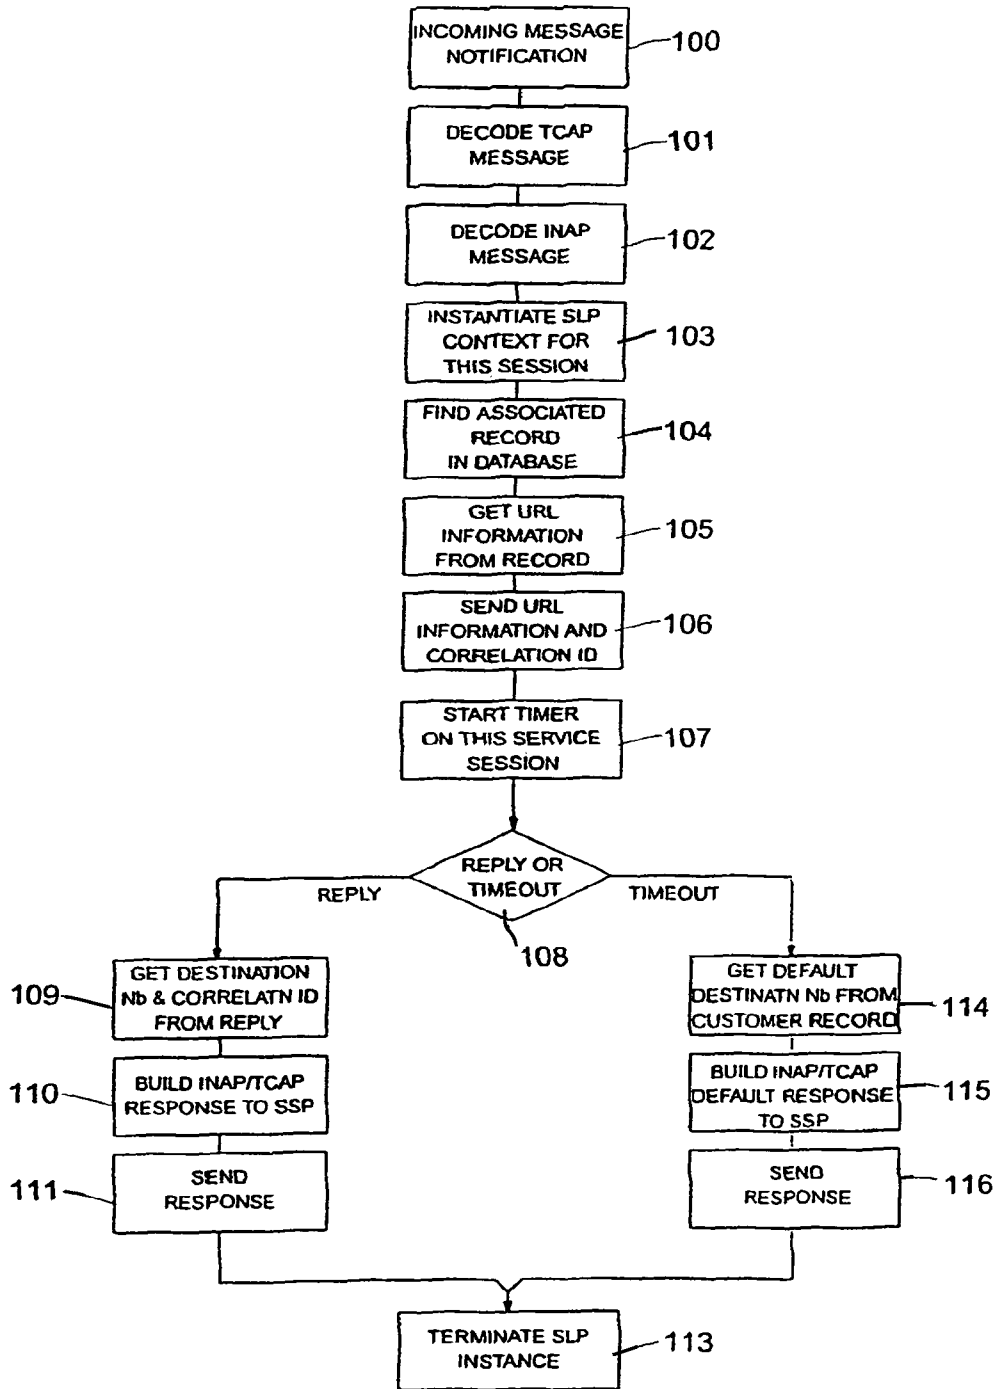 INCOMING MESSAGE
NOTIFICATION
100
DECODE TCAP
MESSAGE
101
DECODE INAP
MESSAGE
102
INSTANTIATE SLP
CONTEXT FOR
THIS SESSION
103
FIND ASSOCIATED
RECORD
IN DATABASE
104
GET URL
INFORMATION
FROM RECORD
105
SEND URL
INFORMATION AND
CORRELATION ID
106
START TIMER
ON THIS SERVICE
SESSION
107
REPLY OR
TIMEOUT
REPLY
TIMEOUT
108
GET DESTINATION
Nb & CORRELATN ID
FROM REPLY
109
BUILD INAP/TCAP
RESPONSE TO SSP
110
SEND
RESPONSE
111
GET DEFAULT
DESTINATN Nb FROM
CUSTOMER RECORD
114
BUILD INAP/TCAP
DEFAULT RESPONSE
TO SSP
115
SEND
RESPONSE
116
TERMINATE SLP
INSTANCE
113